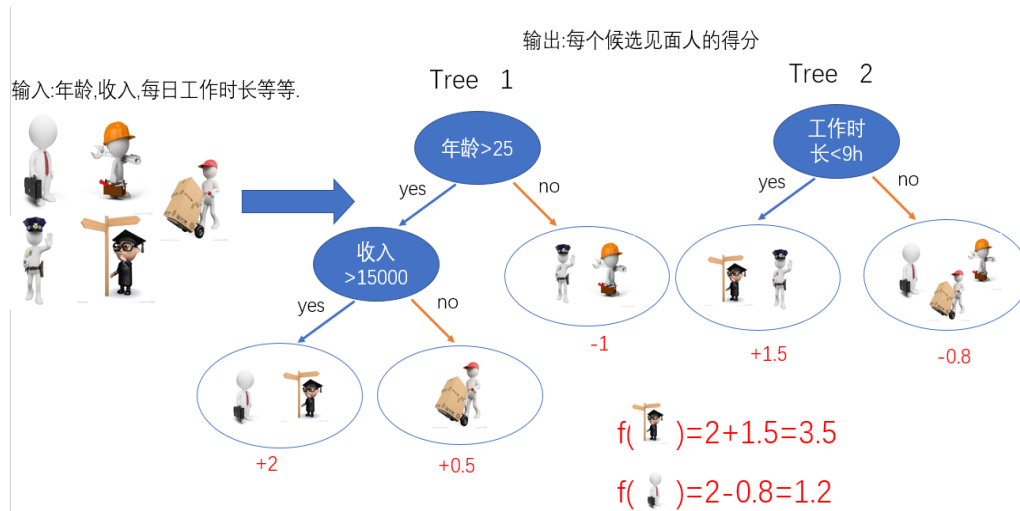 输出:每个候选见面人的得分
输入:年龄,收入,每日工作时长等等.
Tree 1
Tree 2
年龄>25
工作时
长<9h
yes
no
yes
no
收入
>15000
yes
no
-1
+1.5
-0.8
+2
+0.5
f( )=2+1.5=3.5
f( )=2-0.8=1.2